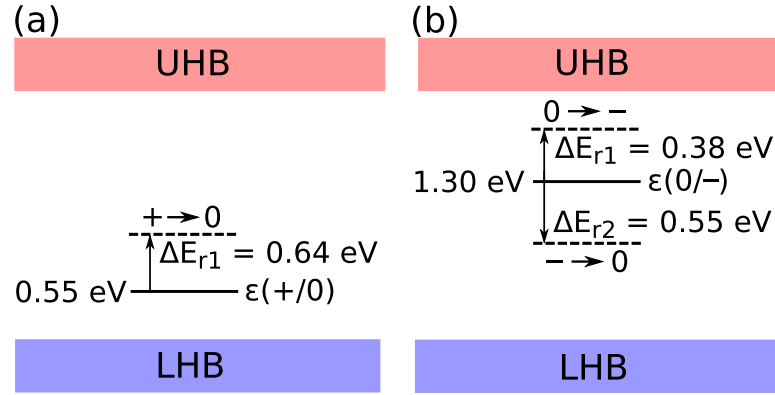 (a)
UHB
+→0
ΔEr1 = 0.64 eV
0.55 eV
ε(+/0)
LHB
(b)
UHB
0→−
ΔEr1 = 0.38 eV
1.30 eV
ε(0/−)
ΔEr2 = 0.55 eV
−→0
LHB